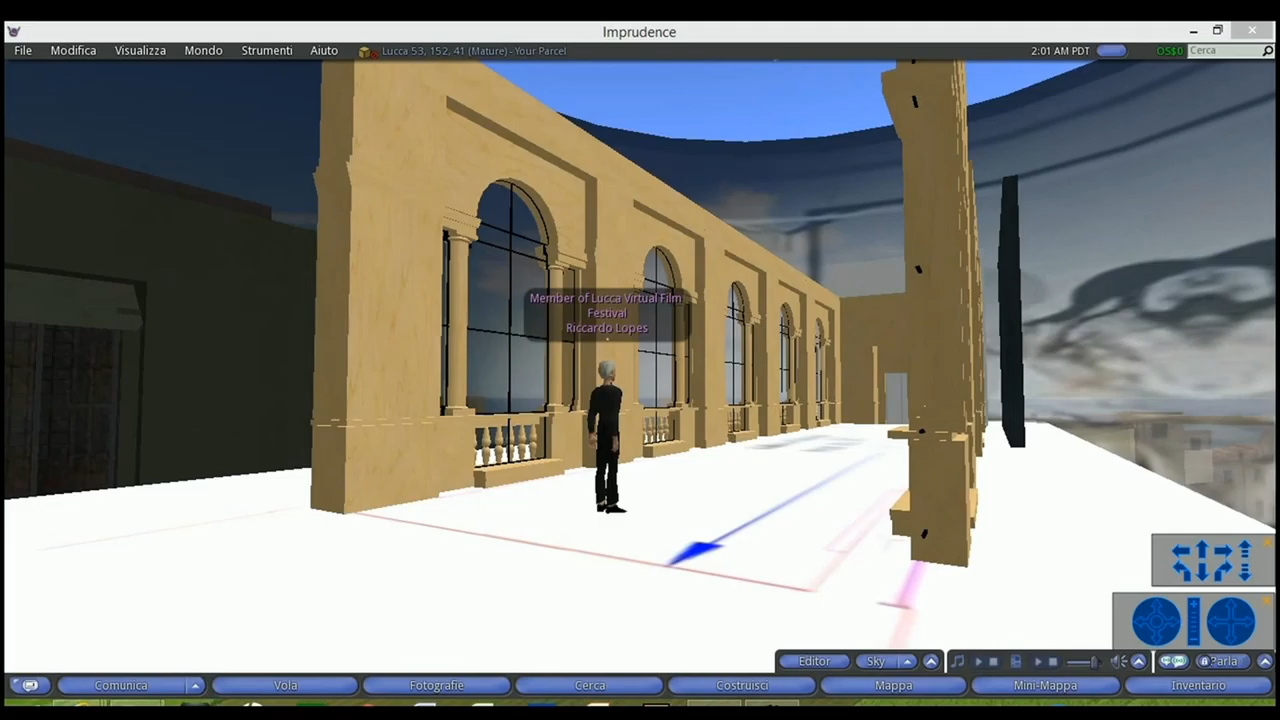 Imprudence
File Modifica Visualizza Mondo Strumenti Aiuto Lucca 53, 152, 41 (Mature) - Your Parcel 2:01 AM PDT OS$0 Cerca
Member of Lucca Virtual Film
Festival
Riccardo Lopes
Editor Sky Parla
Comunica Vola Fotografie Cerca Costruisci Mappa Mini-Mappa Inventario